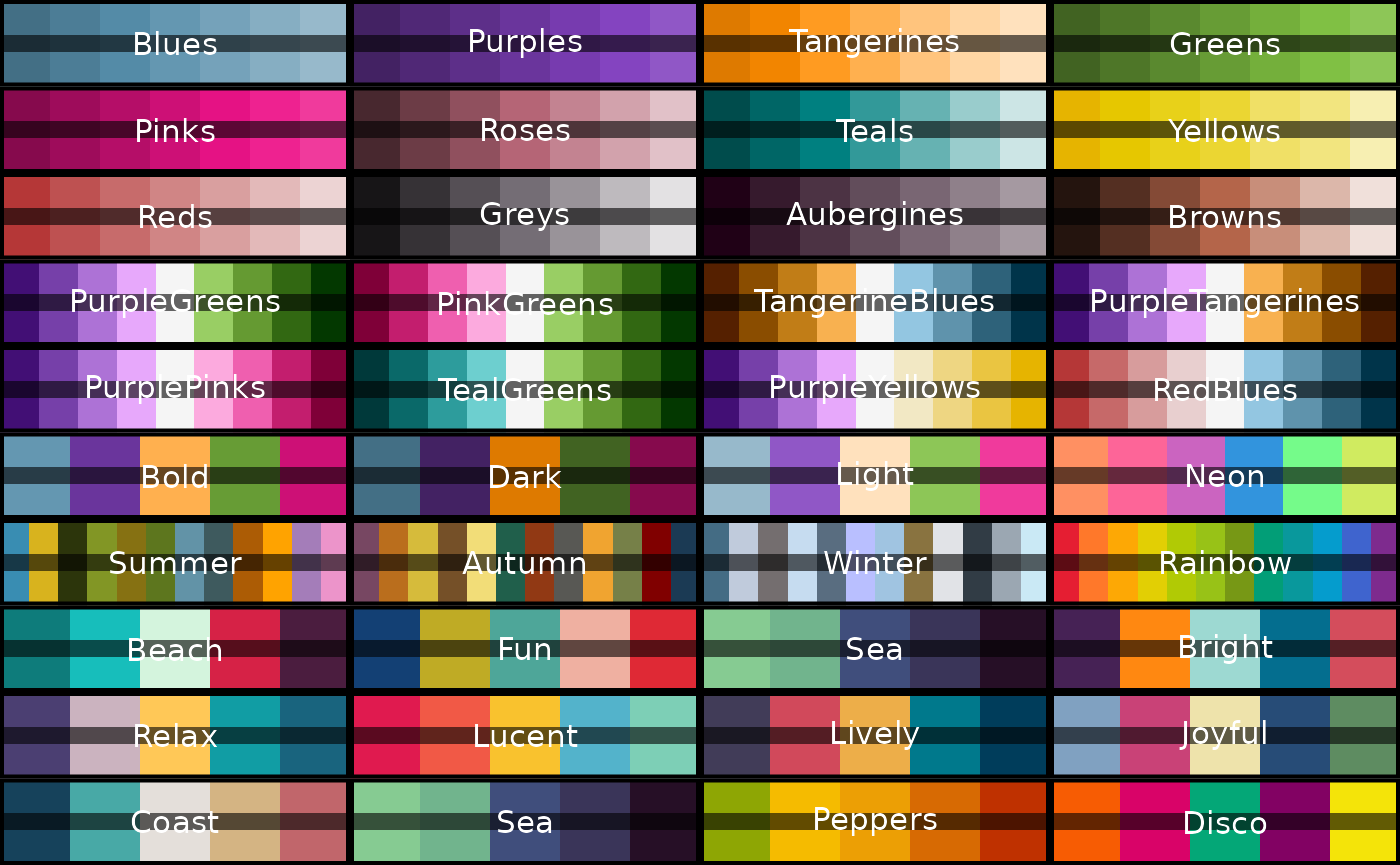 Blues Purples Tangerines Greens
Pinks Roses Teals Yellows
Reds Greys Aubergines Browns
PurpleGreens PinkGreens TangerineBlues PurpleTangerines
PurplePinks TealGreens PurpleYellows RedBlues
Bold Dark Light Neon
Summer Autumn Winter Rainbow
Beach Fun Sea Bright
Relax Lucent Lively Joyful
Coast Sea Peppers Disco